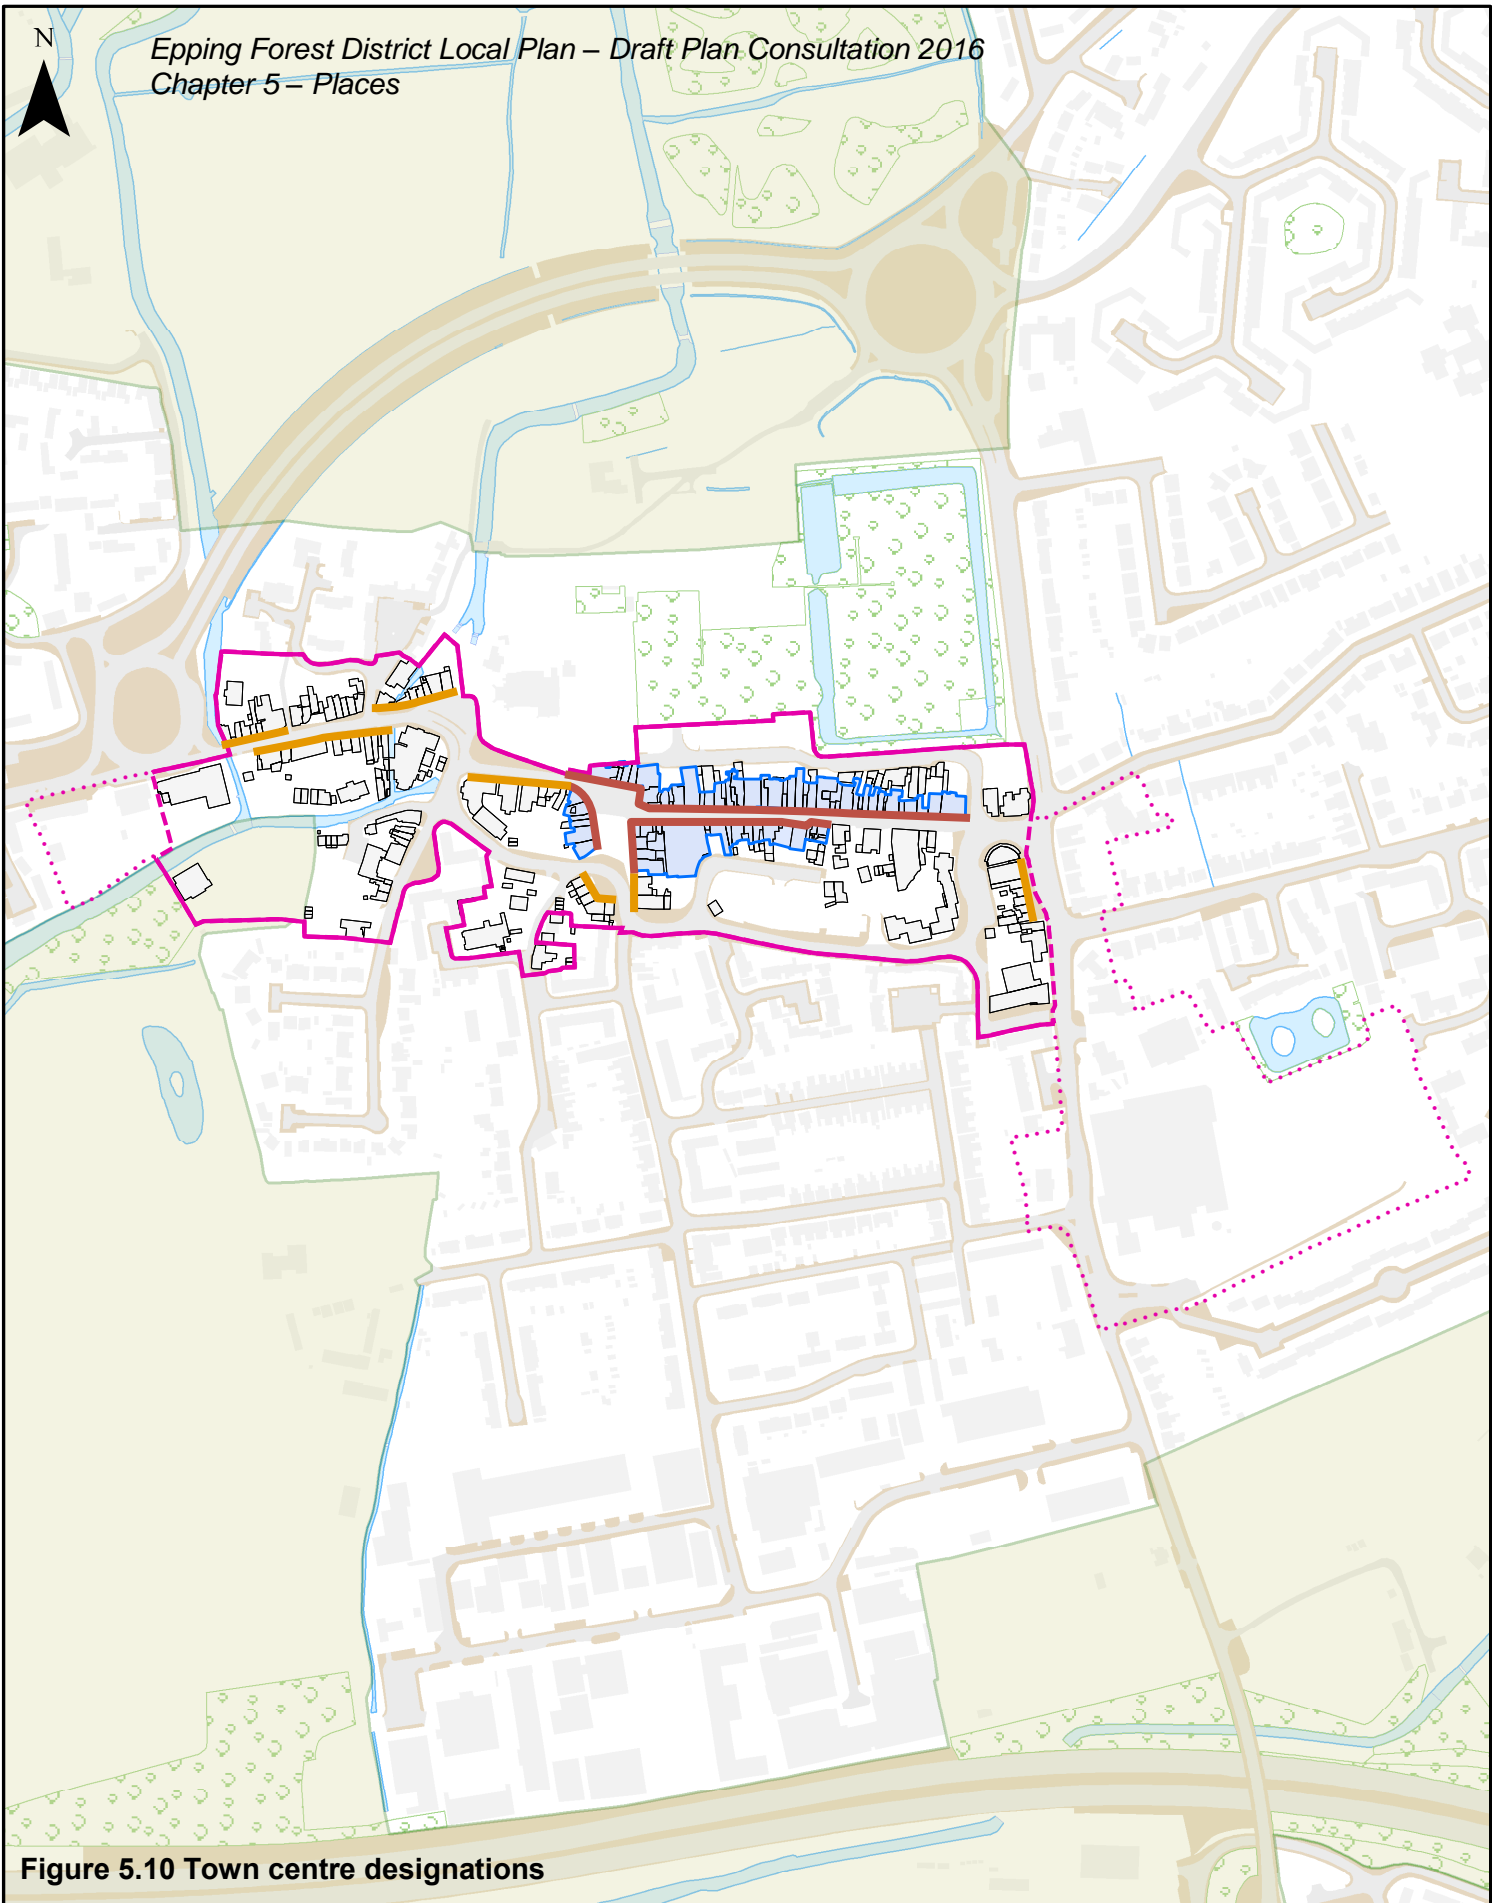 N
Epping Forest District Local Plan – Draft Plan Consultation 2016
Chapter 5 – Places
Figure 5.10 Town centre designations